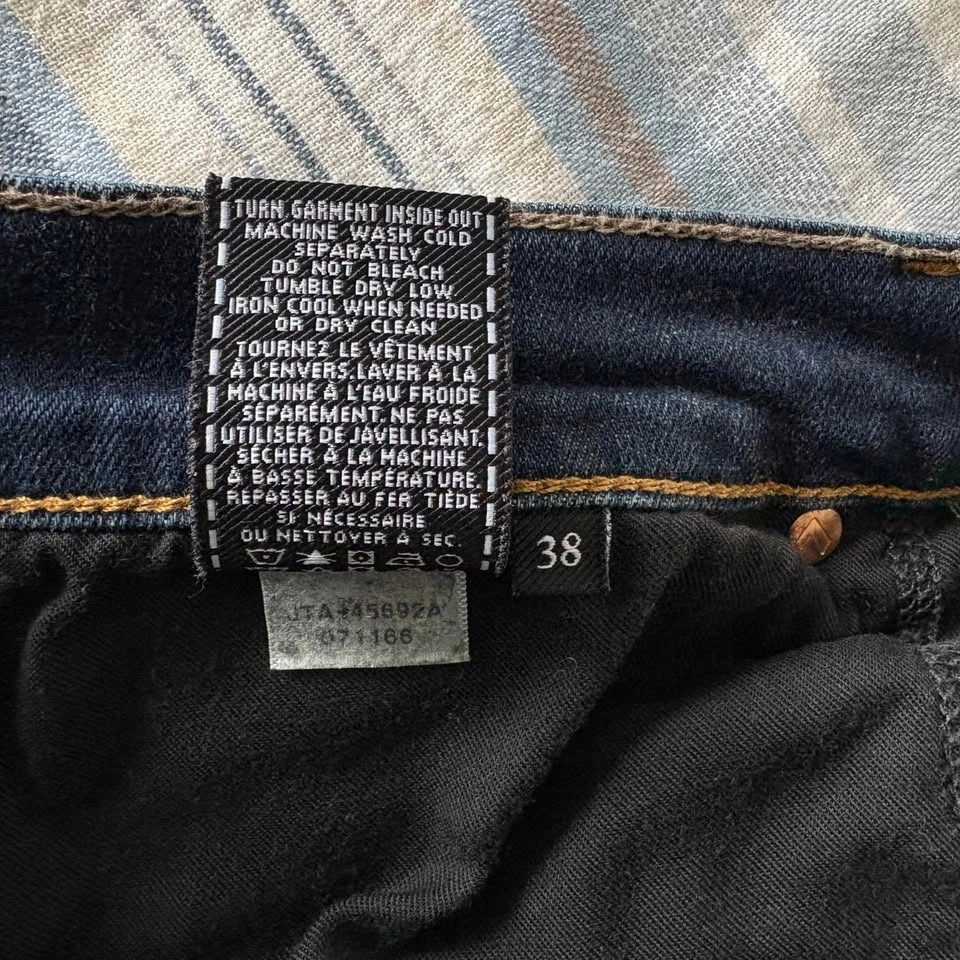 TURN GARMENT INSIDE OUT
MACHINE WASH COLD
SEPARATELY
DO NOT BLEACH
TUMBLE DRY LOW
IRON COOL WHEN NEEDED
OR DRY CLEAN
TOURNEZ LE VÊTEMENT
À L'ENVERS.LAVER À LA
MACHINE À L'EAU FROIDE
SÉPARÉMENT. NE PAS
UTILISER DE JAVELLISANT.
SÉCHER À LA MACHINE
À BASSE TEMPÉRATURE.
REPASSER AU FER TIÈDE
SI NÉCESSAIRE
OU NETTOYER À SEC.
38
071166